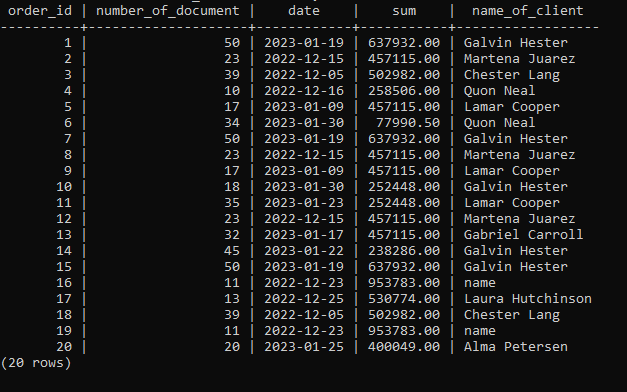 order_id | number_of_document | date | sum | name_of_client
----------+--------------------+------------+-----------+-----------------
1 | 50 | 2023-01-19 | 637932.00 | Galvin Hester
2 | 23 | 2022-12-15 | 457115.00 | Martena Juarez
3 | 39 | 2022-12-05 | 502982.00 | Chester Lang
4 | 10 | 2022-12-16 | 258506.00 | Quon Neal
5 | 17 | 2023-01-09 | 457115.00 | Lamar Cooper
6 | 34 | 2023-01-30 | 77990.50 | Quon Neal
7 | 50 | 2023-01-19 | 637932.00 | Galvin Hester
8 | 23 | 2022-12-15 | 457115.00 | Martena Juarez
9 | 17 | 2023-01-09 | 457115.00 | Lamar Cooper
10 | 18 | 2023-01-30 | 252448.00 | Galvin Hester
11 | 35 | 2023-01-23 | 252448.00 | Lamar Cooper
12 | 23 | 2022-12-15 | 457115.00 | Martena Juarez
13 | 32 | 2023-01-17 | 457115.00 | Gabriel Carroll
14 | 45 | 2023-01-22 | 238286.00 | Galvin Hester
15 | 50 | 2023-01-19 | 637932.00 | Galvin Hester
16 | 11 | 2022-12-23 | 953783.00 | name
17 | 13 | 2022-12-25 | 530774.00 | Laura Hutchinson
18 | 39 | 2022-12-05 | 502982.00 | Chester Lang
19 | 11 | 2022-12-23 | 953783.00 | name
20 | 20 | 2023-01-25 | 400049.00 | Alma Petersen
(20 rows)